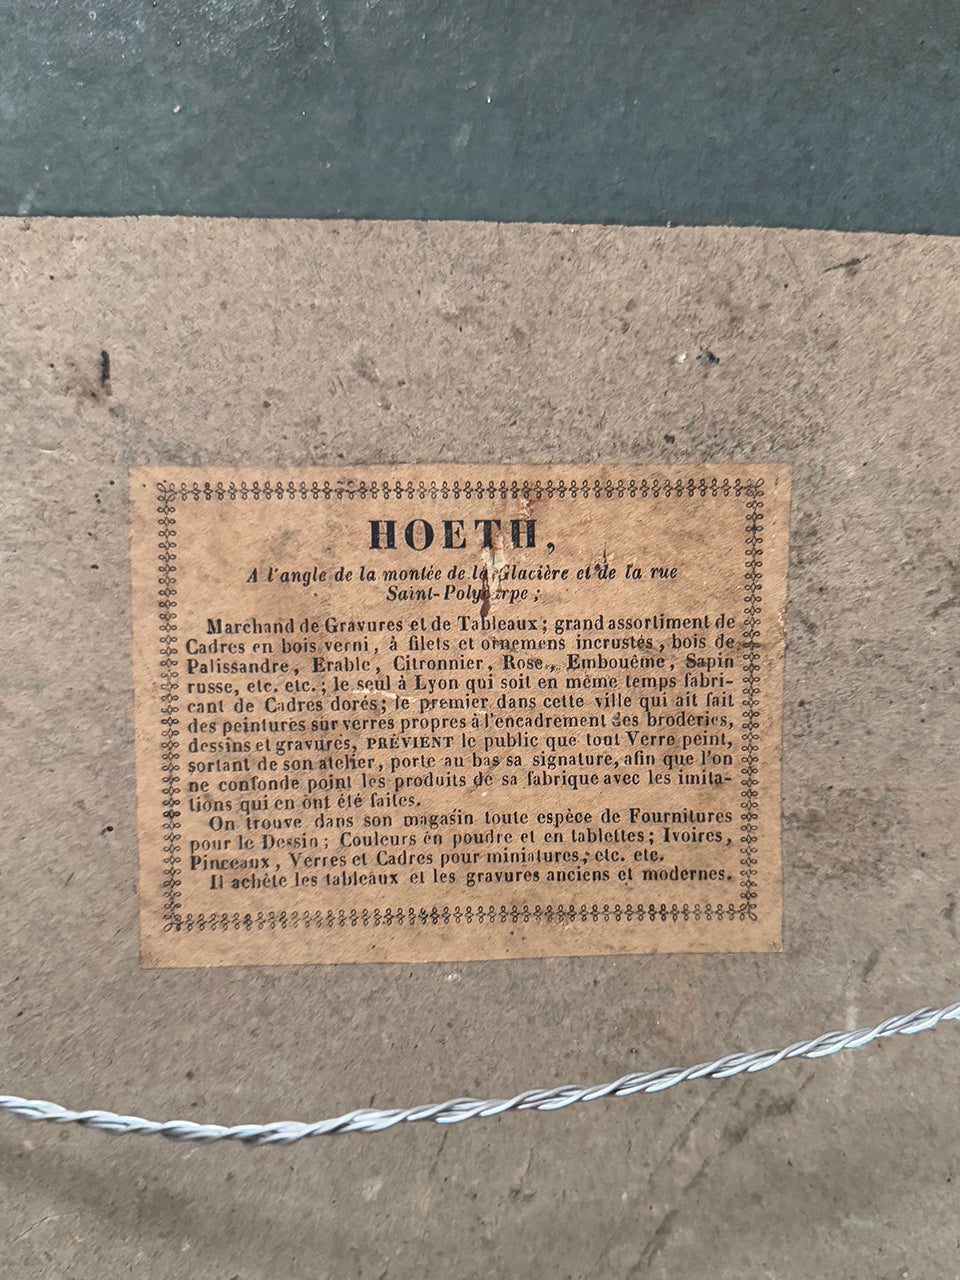 HOETH,
A l'angle de la montée de la Glacière et de la rue
Saint-Polycarpe ;
Marchand de Gravures et de Tableaux ; grand assortiment de
Cadres en bois verni, à filets et ornemens incrustés, bois de
Palissandre, Erable, Citronnier, Rose, Embouême, Sapin
russe, etc. etc. ; le seul à Lyon qui soit en même temps fabri-
cant de Cadres dorés ; le premier dans cette ville qui ait fait
des peintures sur verres propres à l'encadrement des broderies,
dessins et gravures, PRÉVIENT le public que tout Verre peint,
sortant de son atelier, porte au bas sa signature, afin que l'on
ne confonde point les produits de sa fabrique avec les imita-
tions qui en ont été faites.
On trouve dans son magasin toute espèce de Fournitures
pour le Dessin ; Couleurs en poudre et en tablettes ; Ivoires,
Pinceaux, Verres et Cadres pour miniatures, etc. etc.
Il achète les tableaux et les gravures anciens et modernes.